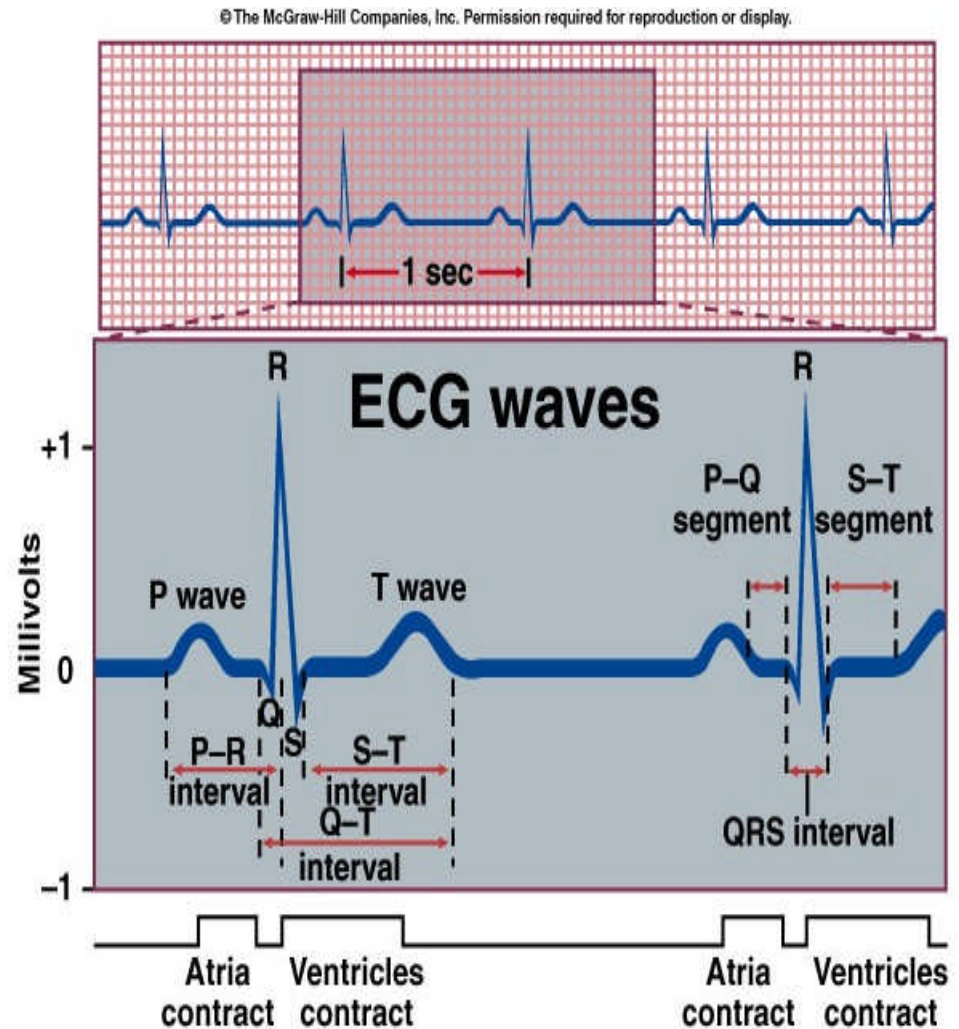 ©The McGraw-Hill Companies, Inc. Permission required for reproduction or display.
1 sec
ECG waves
R
R
+1
P–Q
segment
S–T
segment
P wave
T wave
Millivolts
0
Q
S
P–R
interval
S–T
interval
Q–T
interval
QRS interval
–1
Atria
contract
Ventricles
contract
Atria
contract
Ventricles
contract